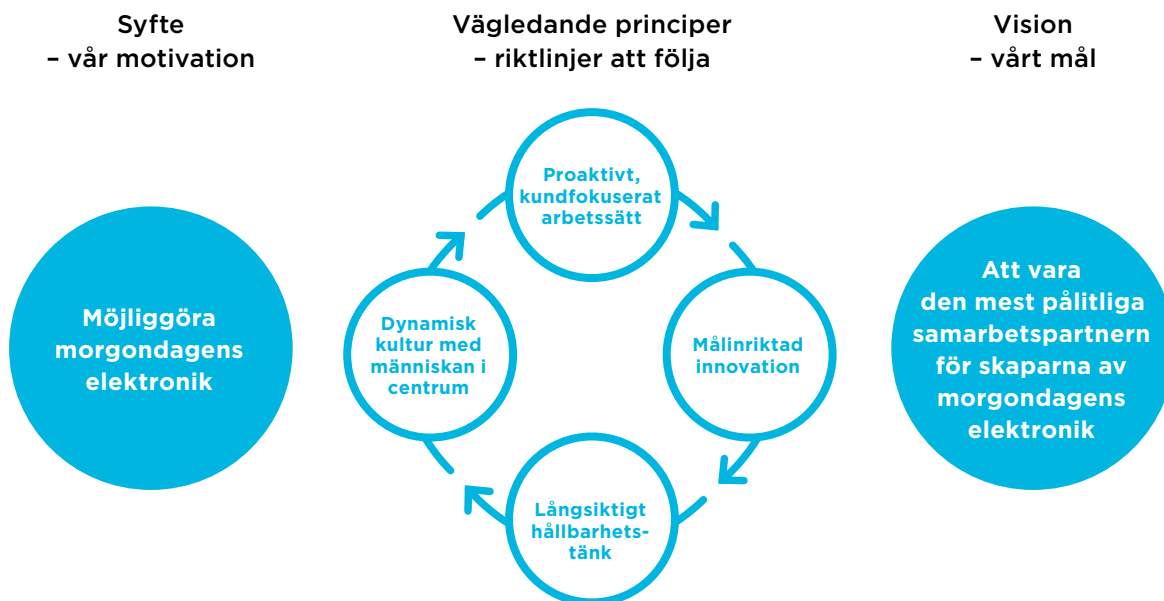 Syfte
– vår motivation
Vägledande principer
– riktlinjer att följa
Vision
– vårt mål
Möjliggöra
morgondagens
elektronik
Proaktivt,
kundfokuserat
arbetssätt
Målinriktad
innovation
Långsiktigt
hållbarhets-
tänk
Dynamisk
kultur med
människan i
centrum
Att vara
den mest pålitliga
samarbetspartnern
för skaparna av
morgondagens
elektronik